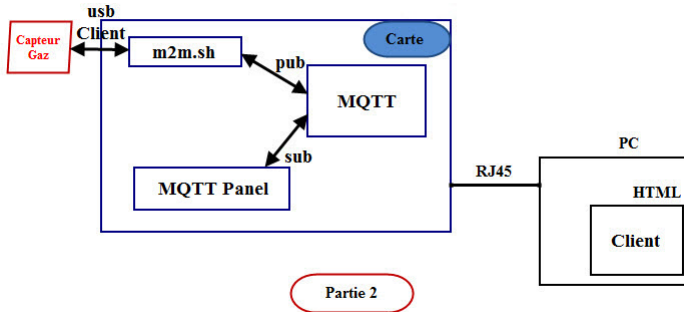 usb
Client
Capteur
Gaz
m2m.sh
Carte
pub
MQTT
sub
MQTT Panel
RJ45
PC
HTML
Client
Partie 2